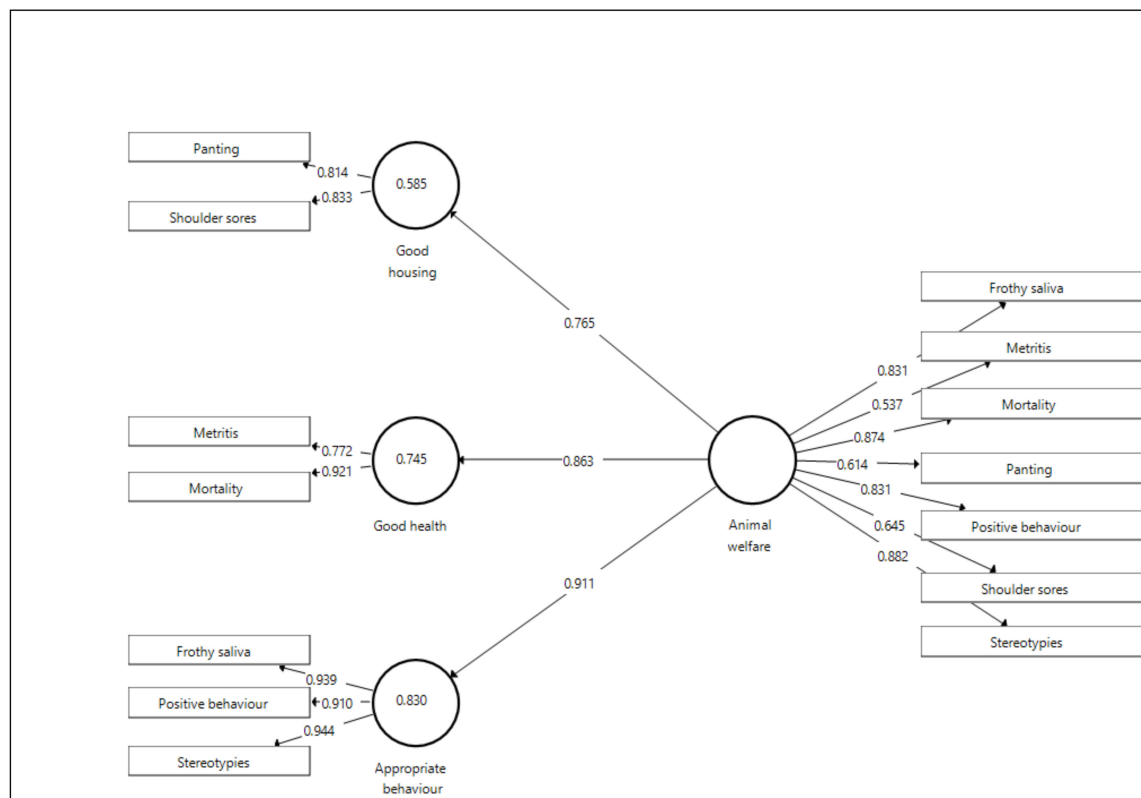 Panting
0.814
0.833
Shoulder sores
0.585
Good
housing
0.765
Metritis
0.772
0.921
Mortality
0.745
Good health
0.863
Frothy saliva
0.939
Positive behaviour
0.910
0.944
Stereotypies
0.830
Appropriate
behaviour
0.911
Animal
welfare
Frothy saliva
0.831
Metritis
0.537
Mortality
0.874
0.614
Panting
0.831
Positive behaviour
0.645
Shoulder sores
0.882
Stereotypies